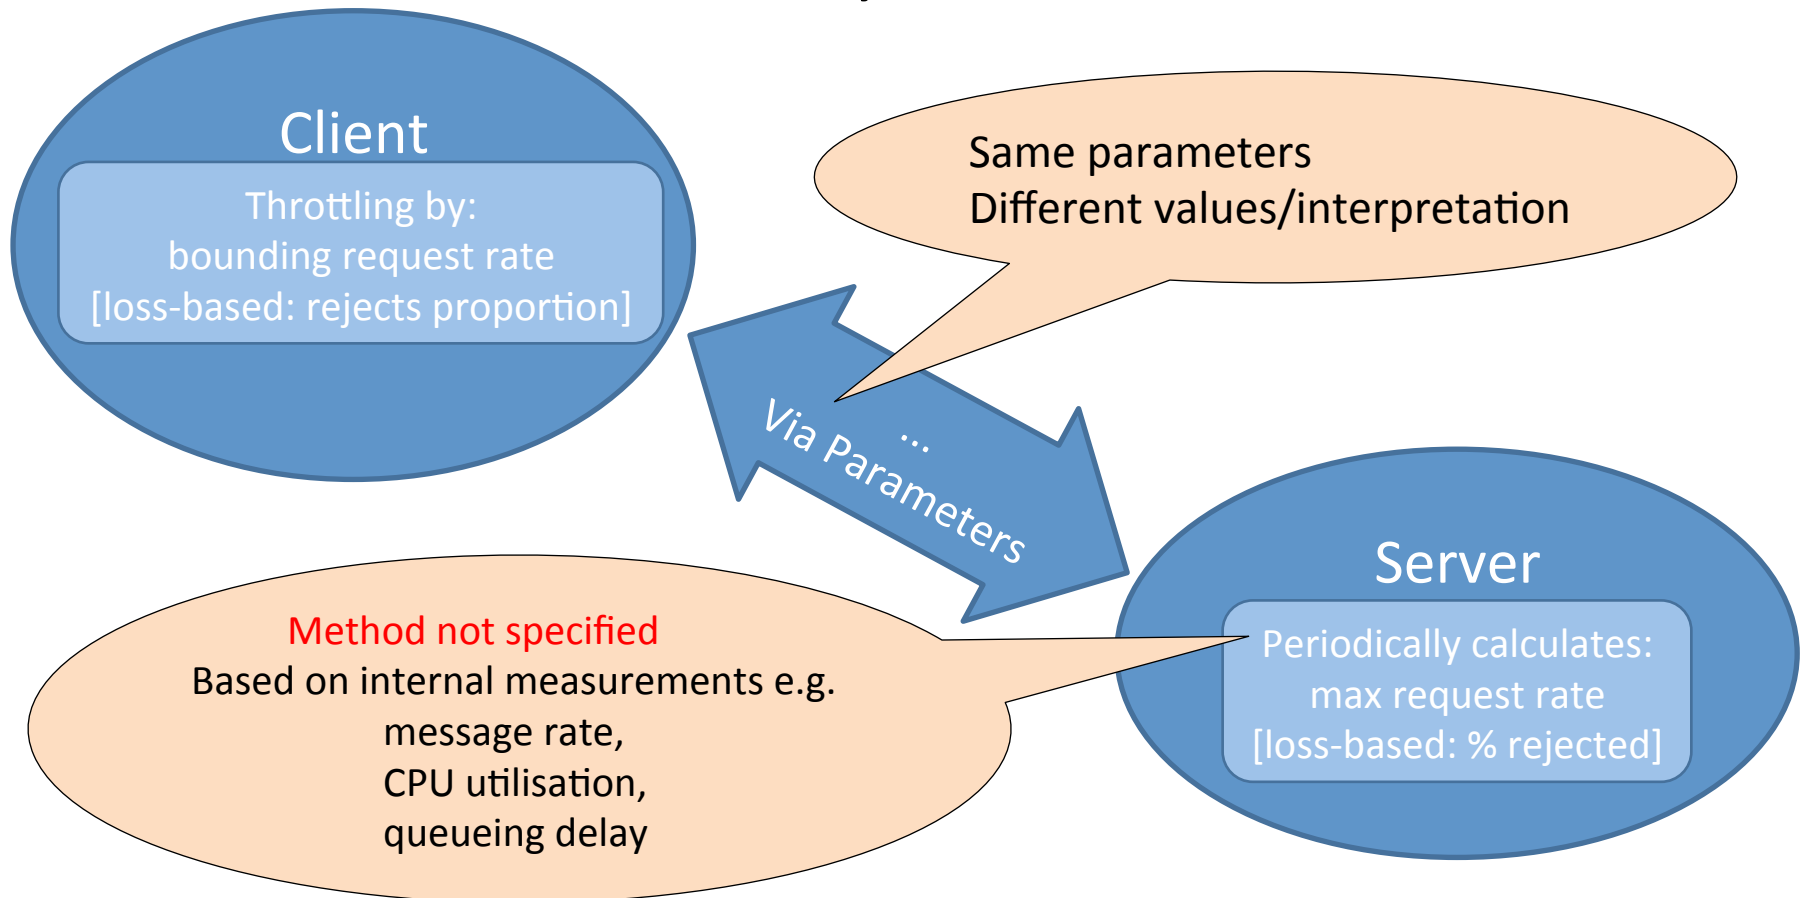 Client
Throttling by:
bounding request rate
[loss-based: rejects proportion]
Same parameters
Different values/interpretation
...
Via Parameters
Server
Periodically calculates:
max request rate
[loss-based: % rejected]
Method not specified
Based on internal measurements e.g.
message rate,
CPU utilisation,
queueing delay